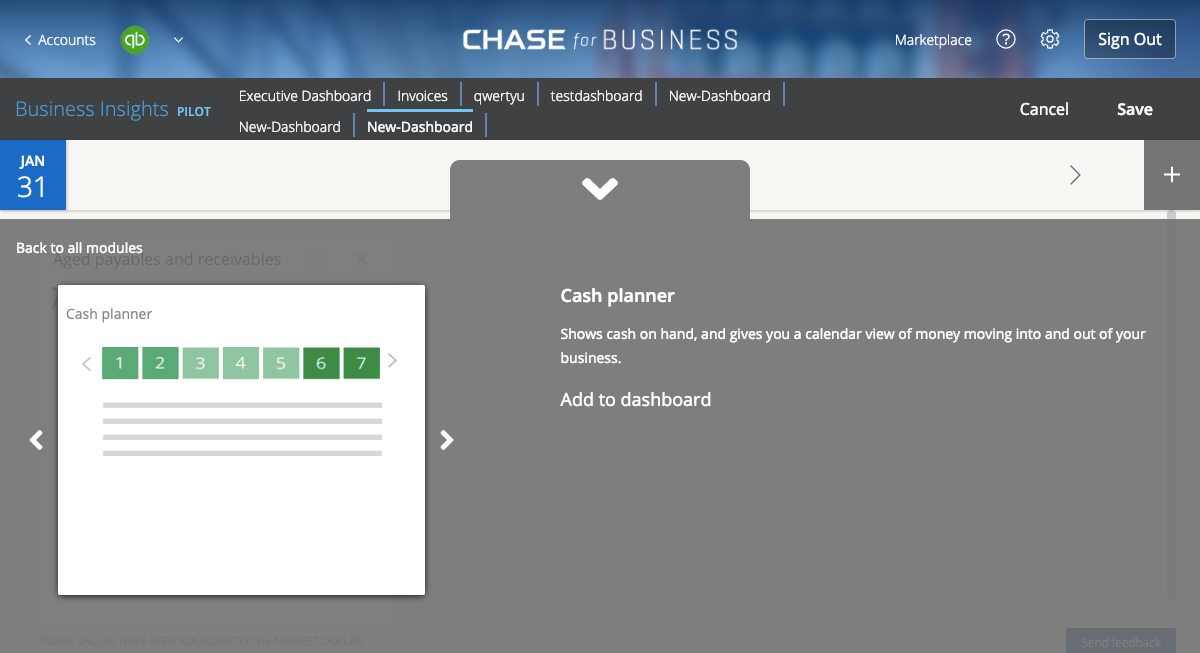 Accounts
qb
CHASE for BUSINESS
Marketplace
?
Sign Out
Business Insights PILOT
Executive Dashboard
Invoices
qwertyu
testdashboard
New-Dashboard
New-Dashboard
New-Dashboard
Cancel
Save
JAN
31
Back to all modules
Aged payables and receivables
Cash planner
1 2 3 4 5 6 7
Cash planner
Shows cash on hand, and gives you a calendar view of money moving into and out of your
business.
Add to dashboard
*SOME VALUES HAVE BEEN ROUNDED TO THE NEAREST DOLLAR
Send feedback